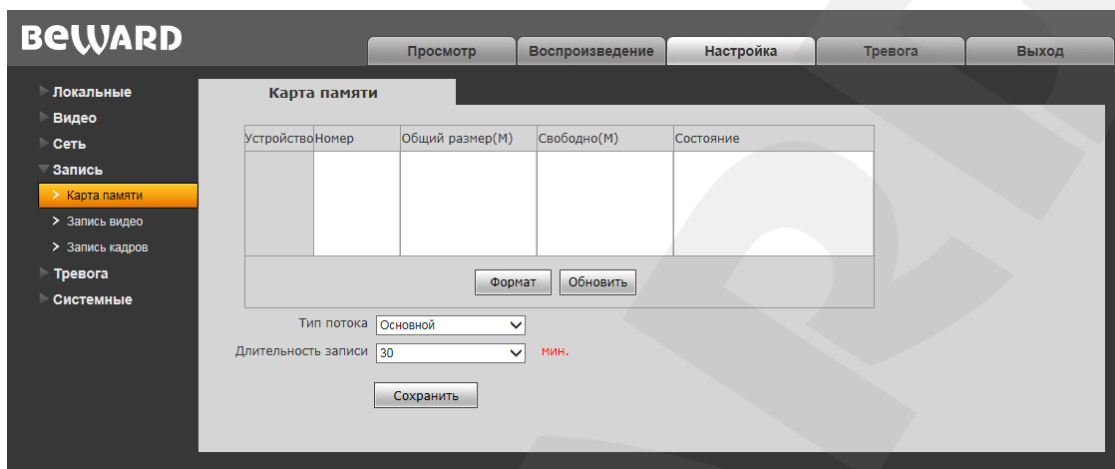 BEWARD
Просмотр Воспроизведение Настройка Тревога Выход
Локальные
Видео
Сеть
Запись
Карта памяти
Запись видео
Запись кадров
Тревога
Системные
Карта памяти
Устройство Номер Общий размер(М) Свободно(М) Состояние
Формат Обновить
Тип потока Основной
Длительность записи 30 мин.
Сохранить